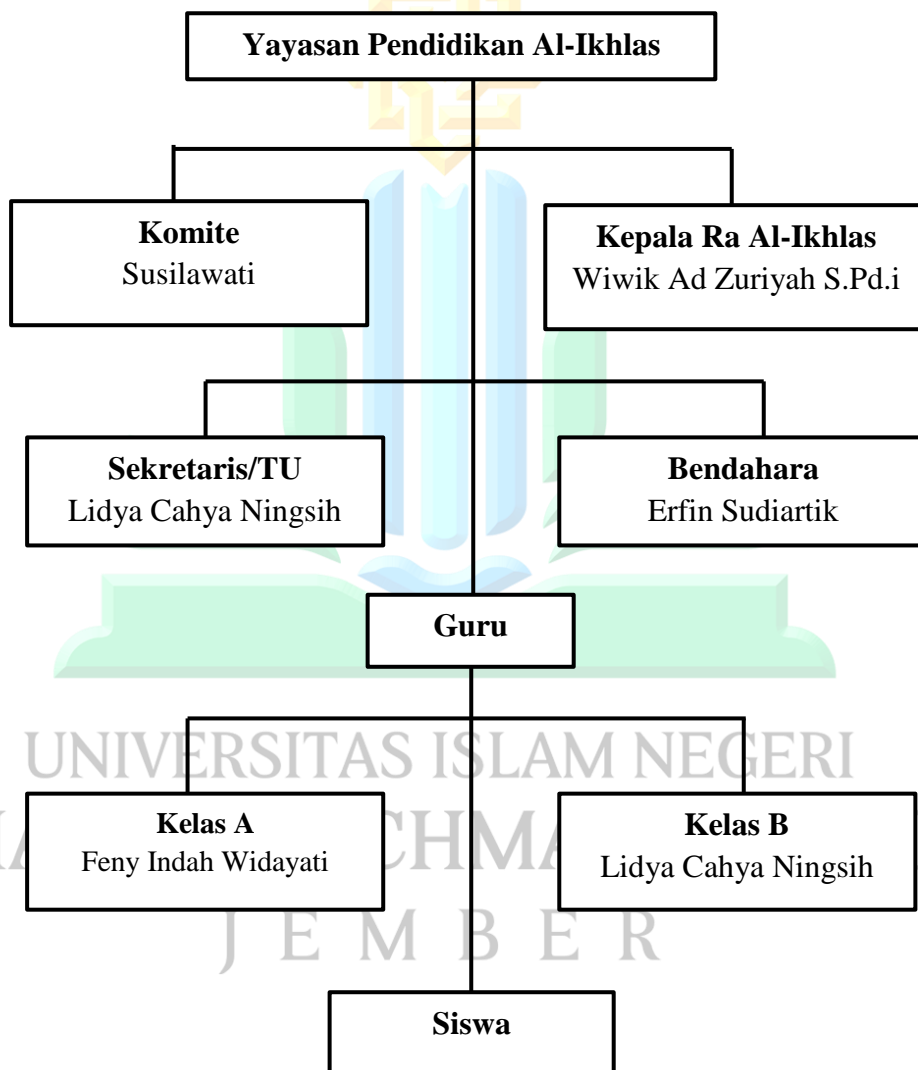 Yayasan Pendidikan Al-Ikhlas
Komite
Susilawati
Kepala Ra Al-Ikhlas
Wiwik Ad Zuriyah S.Pd.i
Sekretaris/TU
Lidya Cahya Ningsih
Bendahara
Erfin Sudiartik
Guru
UNIVERSITAS ISLAM NEGERI
Kelas A
Feny Indah Widayati
Kelas B
Lidya Cahya Ningsih
JEMBER
Siswa